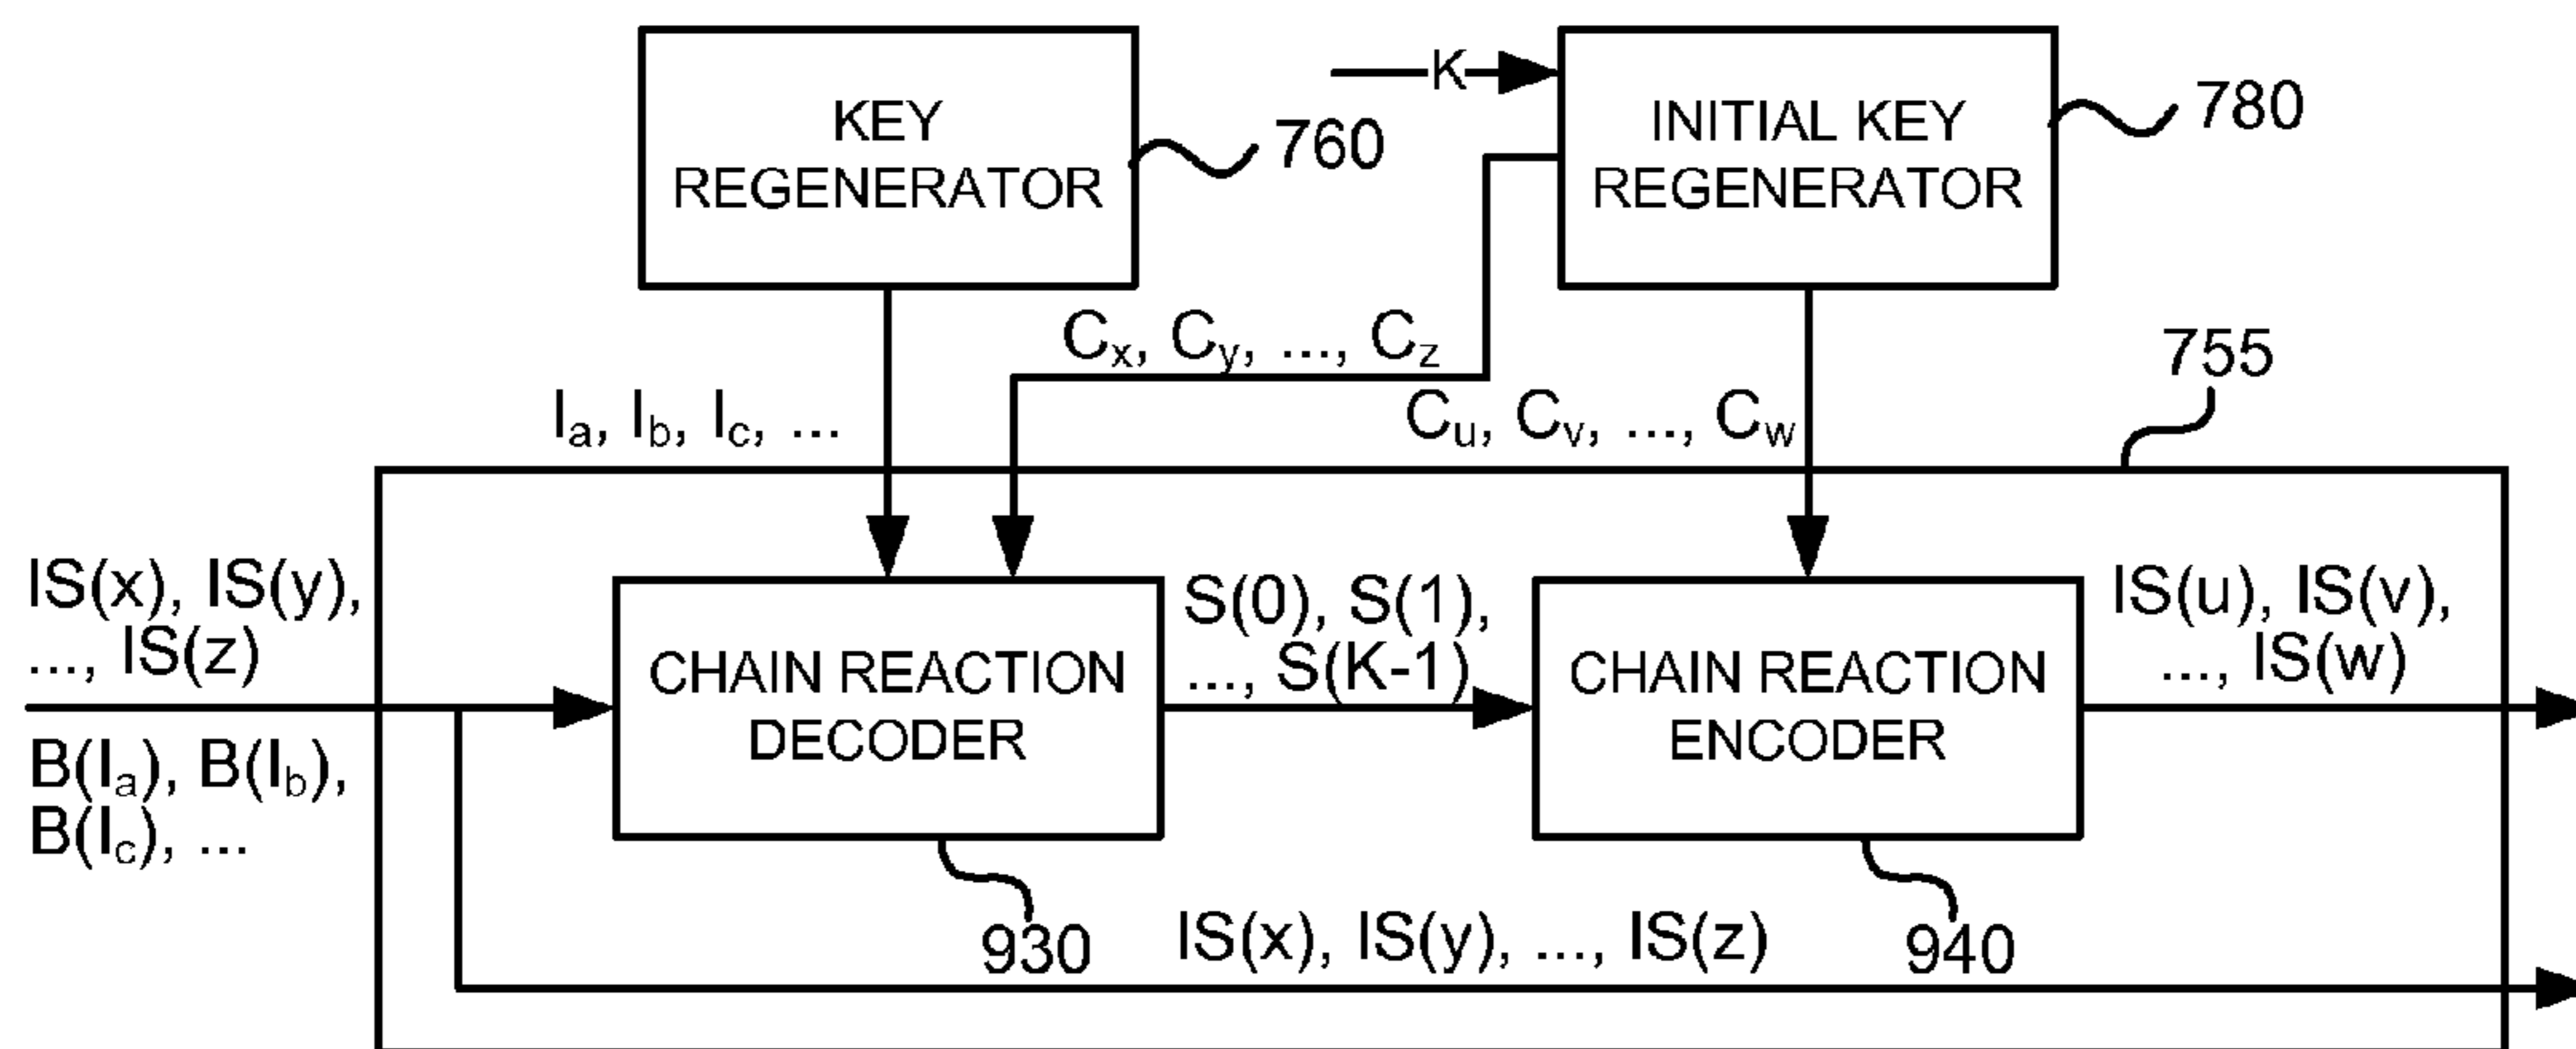 KEY
REGENERATOR
760
K
INITIAL KEY
REGENERATOR
780
Cx, Cy, ..., Cz
Ia, Ib, Ic, ...
Cu, Cv, ..., Cw
755
IS(x), IS(y),
..., IS(z)
B(Ia), B(Ib),
B(Ic), ...
CHAIN REACTION
DECODER
930
S(0), S(1),
..., S(K-1)
CHAIN REACTION
ENCODER
940
IS(u), IS(v),
..., IS(w)
IS(x), IS(y), ..., IS(z)